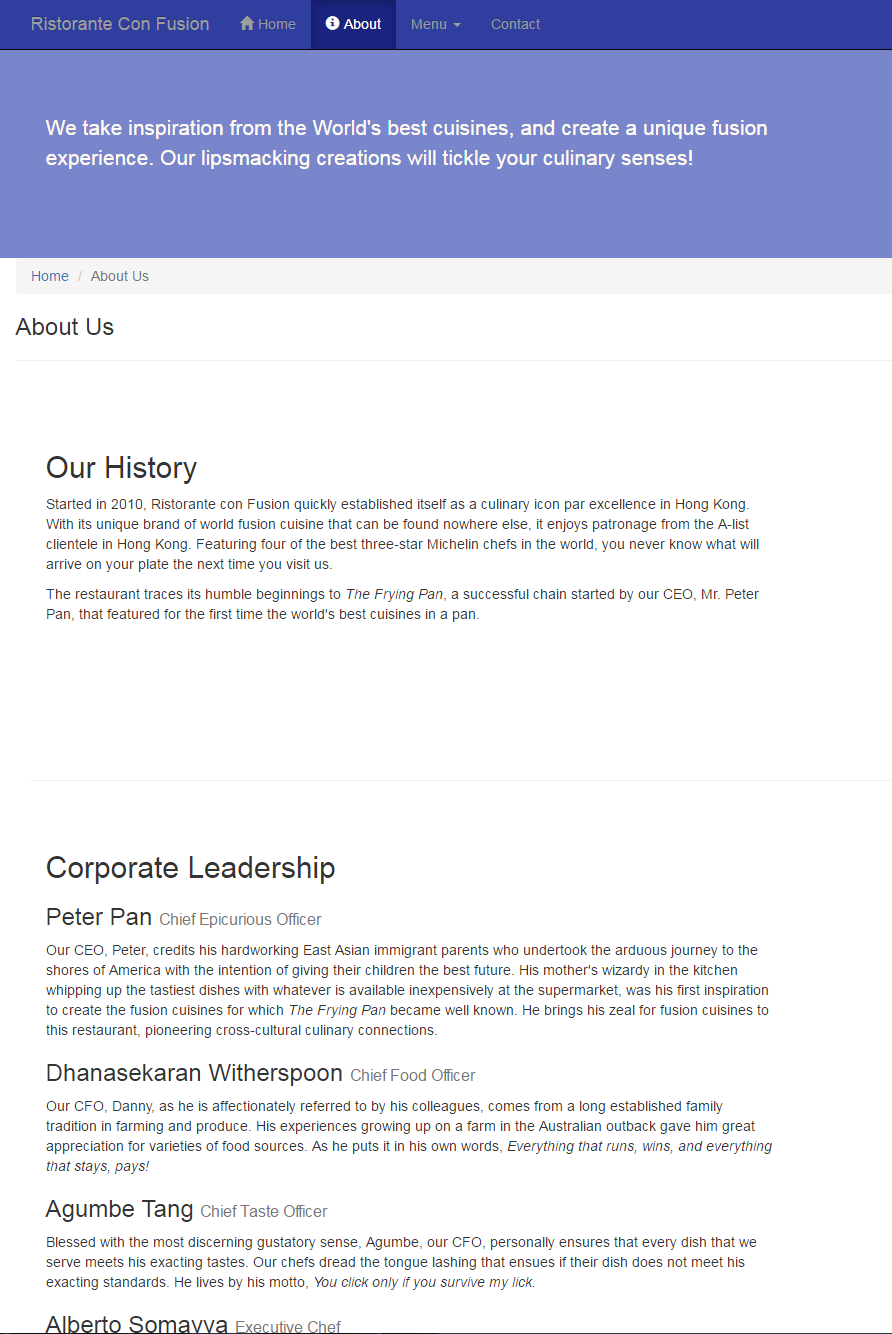 Ristorante Con Fusion Home About Menu Contact
We take inspiration from the World's best cuisines, and create a unique fusion
experience. Our lipsmacking creations will tickle your culinary senses!
Home / About Us
About Us
Our History
Started in 2010, Ristorante con Fusion quickly established itself as a culinary icon par excellence in Hong Kong.
With its unique brand of world fusion cuisine that can be found nowhere else, it enjoys patronage from the A-list
clientele in Hong Kong. Featuring four of the best three-star Michelin chefs in the world, you never know what will
arrive on your plate the next time you visit us.
The restaurant traces its humble beginnings to The Frying Pan, a successful chain started by our CEO, Mr. Peter
Pan, that featured for the first time the world's best cuisines in a pan.
Corporate Leadership
Peter Pan Chief Epicurious Officer
Our CEO, Peter, credits his hardworking East Asian immigrant parents who undertook the arduous journey to the
shores of America with the intention of giving their children the best future. His mother's wizardy in the kitchen
whipping up the tastiest dishes with whatever is available inexpensively at the supermarket, was his first inspiration
to create the fusion cuisines for which The Frying Pan became well known. He brings his zeal for fusion cuisines to
this restaurant, pioneering cross-cultural culinary connections.
Dhanasekaran Witherspoon Chief Food Officer
Our CFO, Danny, as he is affectionately referred to by his colleagues, comes from a long established family
tradition in farming and produce. His experiences growing up on a farm in the Australian outback gave him great
appreciation for varieties of food sources. As he puts it in his own words, Everything that runs, wins, and everything
that stays, pays!
Agumbe Tang Chief Taste Officer
Blessed with the most discerning gustatory sense, Agumbe, our CFO, personally ensures that every dish that we
serve meets his exacting tastes. Our chefs dread the tongue lashing that ensues if their dish does not meet his
exacting standards. He lives by his motto, You click only if you survive my lick.
Alberto Somayya Executive Chef